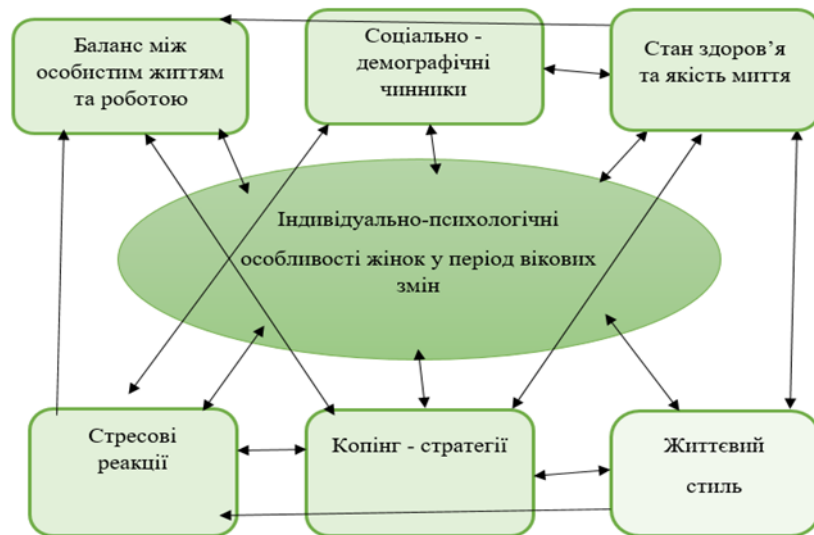 Баланс між
особистим життям
та роботою
Соціально -
демографічні
чинники
Стан здоров’я
та якість миття
Індивідуально-психологічні
особливості жінок у період вікових
змін
Стресові
реакції
Копінг - стратегії
Життєвий
стиль